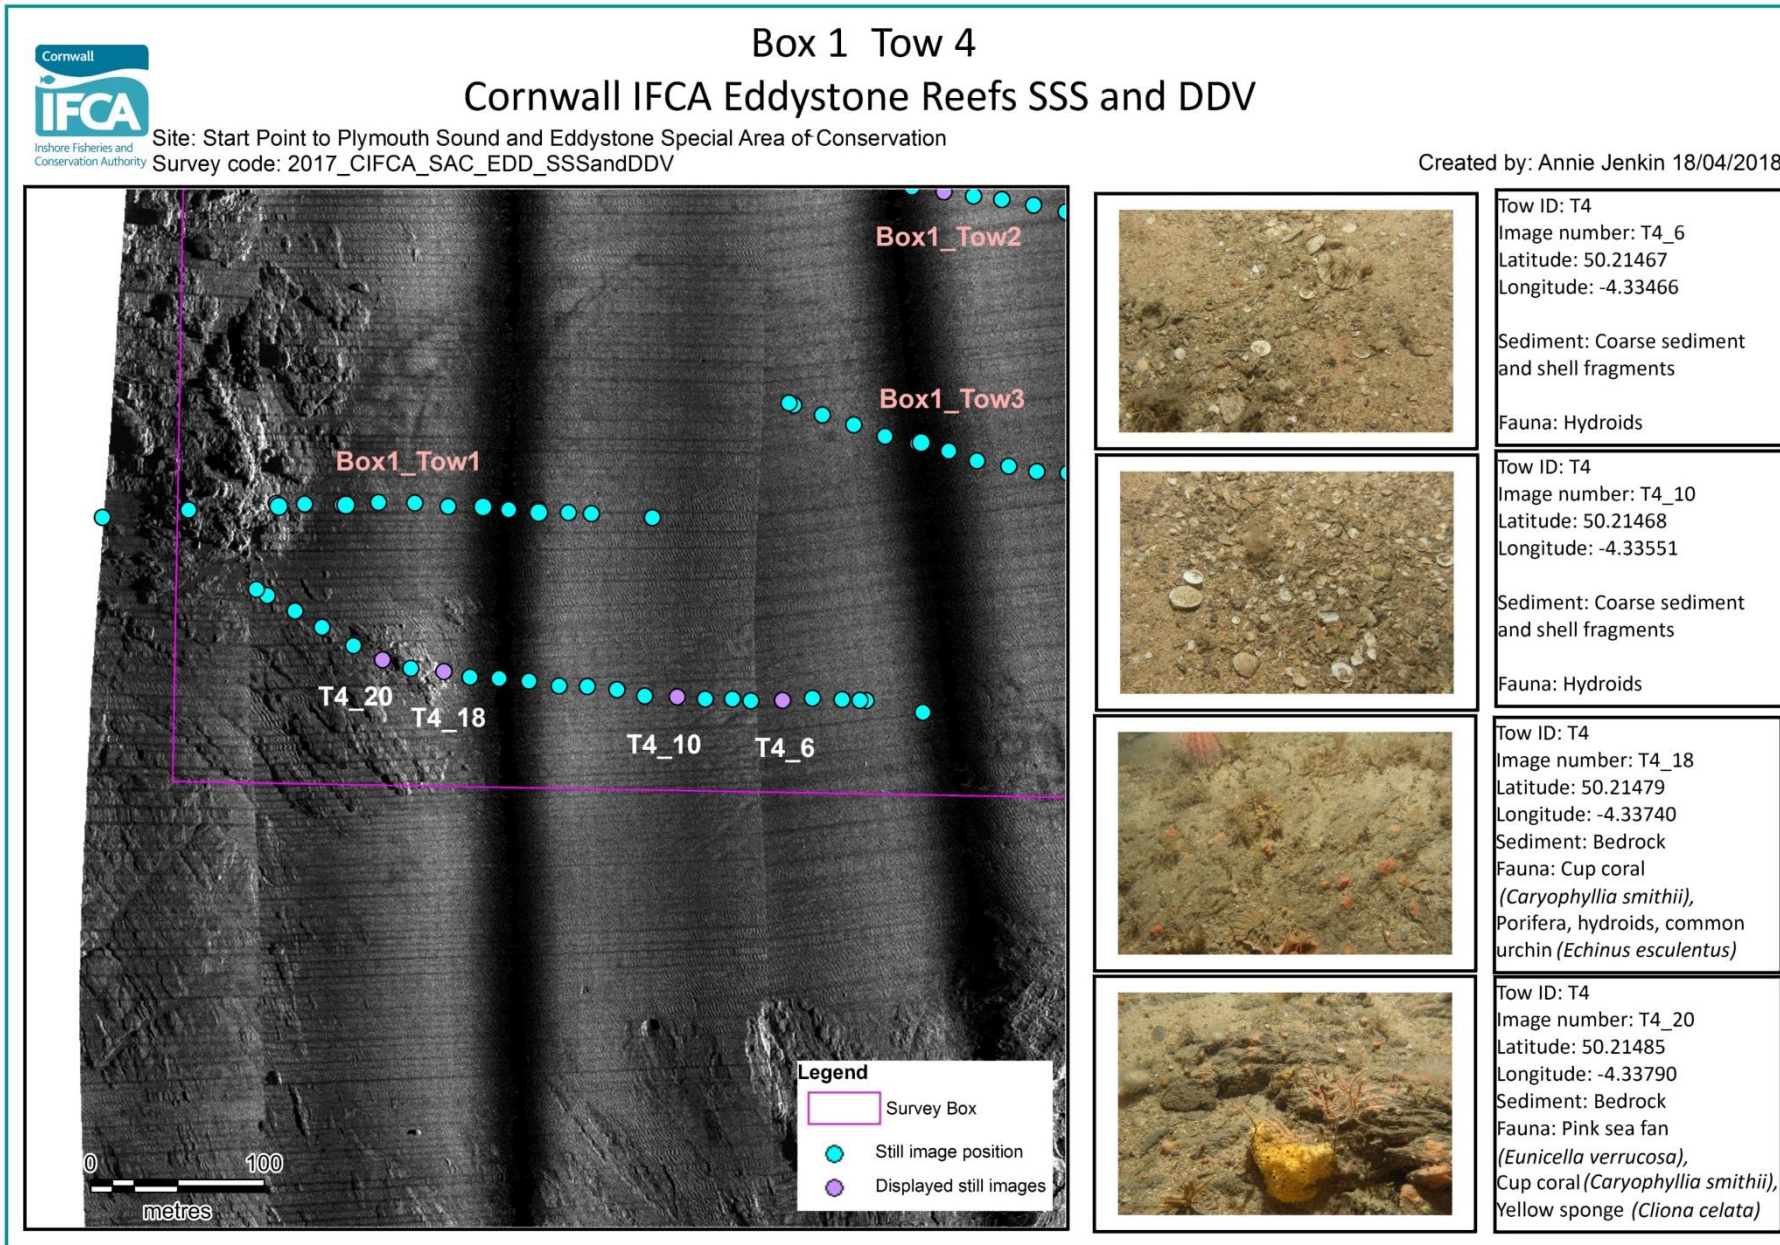 Box 1 Tow 4
Cornwall IFCA Eddystone Reefs SSS and DDV
Cornwall
IFCA
Inshore Fisheries and
Conservation Authority
Site: Start Point to Plymouth Sound and Eddystone Special Area of Conservation
Survey code: 2017_CIFCA_SAC_EDD_SSSandDDV
Created by: Annie Jenkin 18/04/2018
Box1_Tow2
Box1_Tow3
Box1_Tow1
T4_20
T4_18
T4_10
T4_6
Legend
Survey Box
Still image position
Displayed still images
0 100
metres
Tow ID: T4
Image number: T4_6
Latitude: 50.21467
Longitude: -4.33466
Sediment: Coarse sediment
and shell fragments
Fauna: Hydroids
Tow ID: T4
Image number: T4_10
Latitude: 50.21468
Longitude: -4.33551
Sediment: Coarse sediment
and shell fragments
Fauna: Hydroids
Tow ID: T4
Image number: T4_18
Latitude: 50.21479
Longitude: -4.33740
Sediment: Bedrock
Fauna: Cup coral
(Caryophyllia smithii),
Porifera, hydroids, common
urchin (Echinus esculentus)
Tow ID: T4
Image number: T4_20
Latitude: 50.21485
Longitude: -4.33790
Sediment: Bedrock
Fauna: Pink sea fan
(Eunicella verrucosa),
Cup coral (Caryophyllia smithii),
Yellow sponge (Cliona celata)